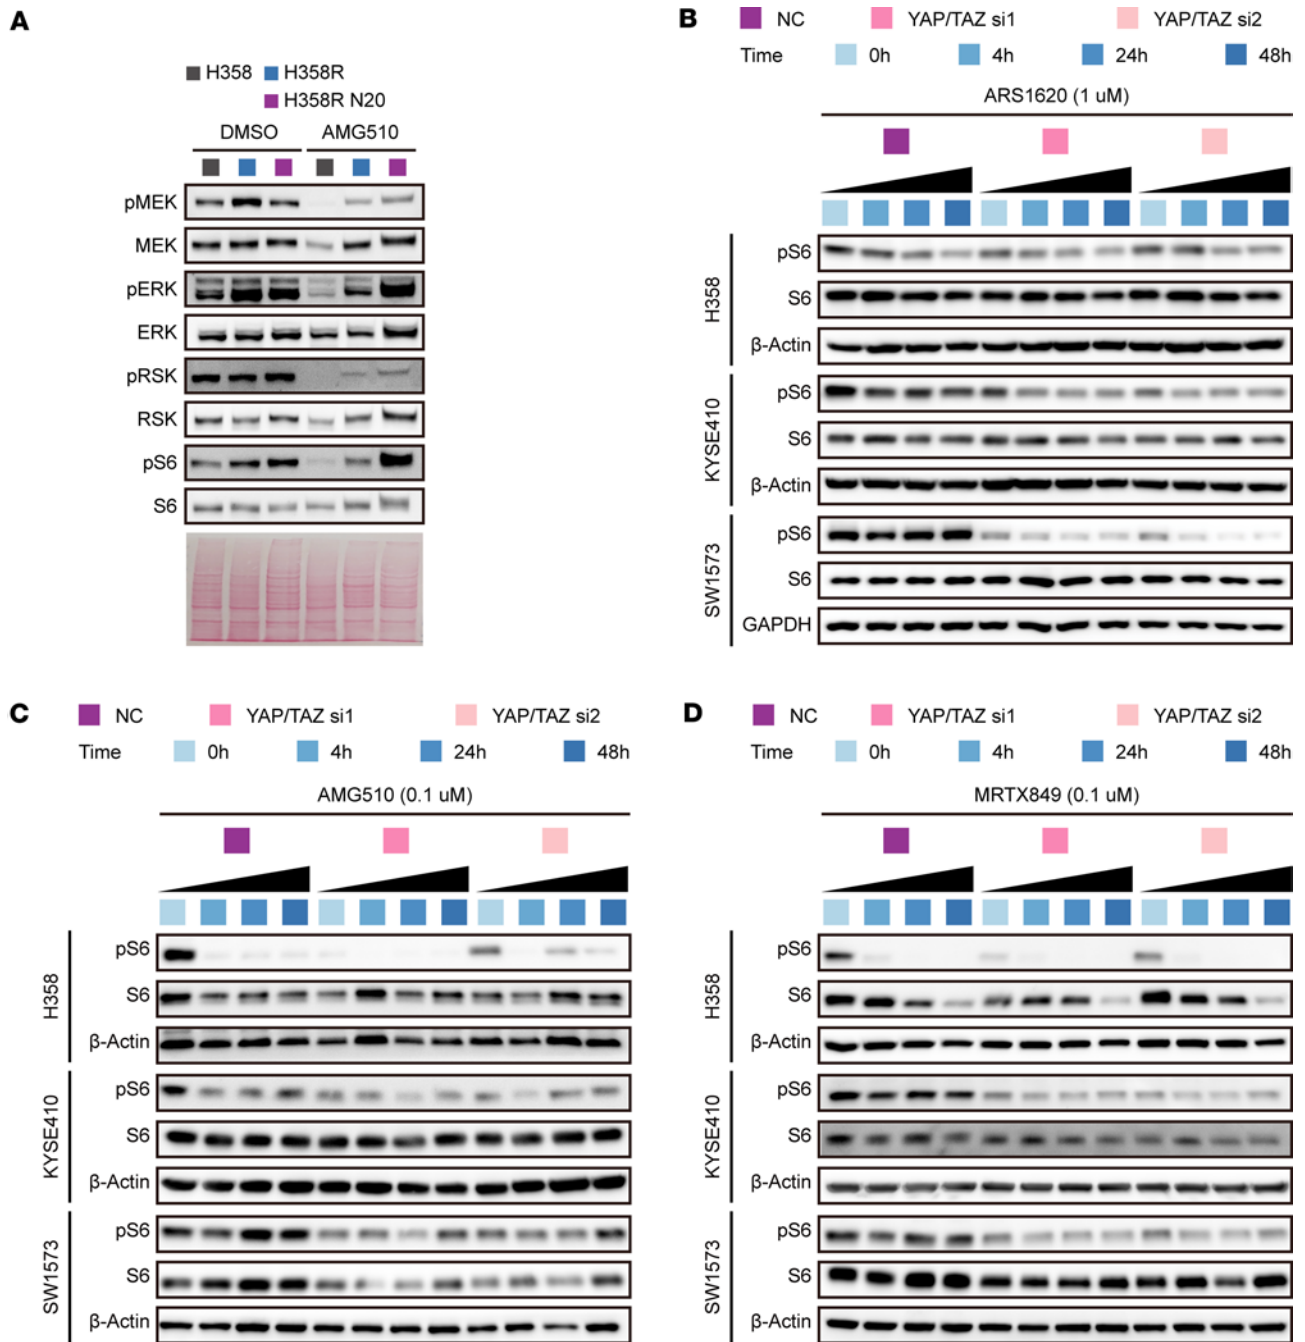 A
H358 H358R
H358R N20
DMSO AMG510
pMEK
MEK
pERK
ERK
pRSK
RSK
pS6
S6
B
NC YAP/TAZ si1 YAP/TAZ si2
Time 0h 4h 24h 48h
ARS1620 (1 uM)
H358
pS6
S6
β-Actin
KYSE410
pS6
S6
β-Actin
SW1573
pS6
S6
GAPDH
C
NC YAP/TAZ si1 YAP/TAZ si2
Time 0h 4h 24h 48h
AMG510 (0.1 uM)
H358
pS6
S6
β-Actin
KYSE410
pS6
S6
β-Actin
SW1573
pS6
S6
β-Actin
D
NC YAP/TAZ si1 YAP/TAZ si2
Time 0h 4h 24h 48h
MRTX849 (0.1 uM)
H358
pS6
S6
β-Actin
KYSE410
pS6
S6
β-Actin
SW1573
pS6
S6
β-Actin